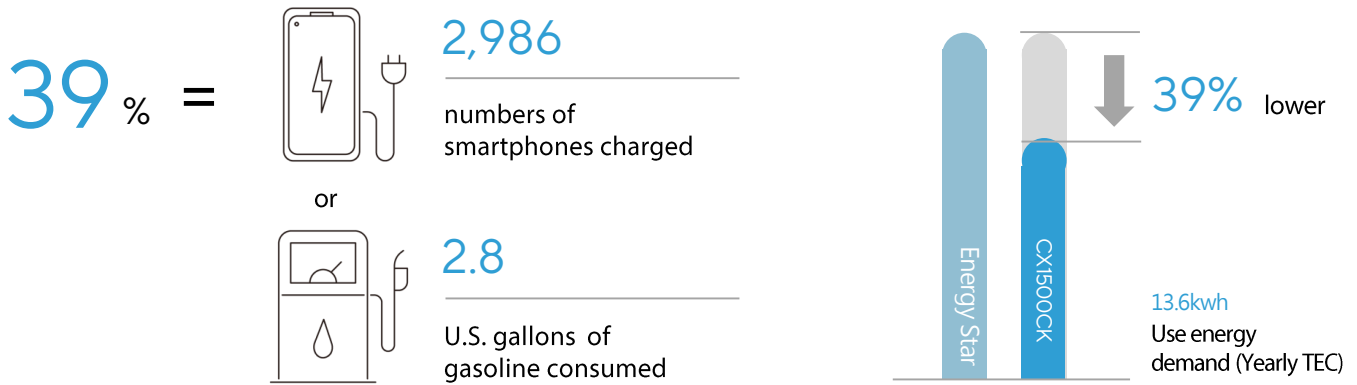 39 % =
2,986
numbers of
smartphones charged
or
2.8
U.S. gallons of
gasoline consumed
Energy Star
CX1500CK
39% lower
13.6kwh
Use energy
demand (Yearly TEC)